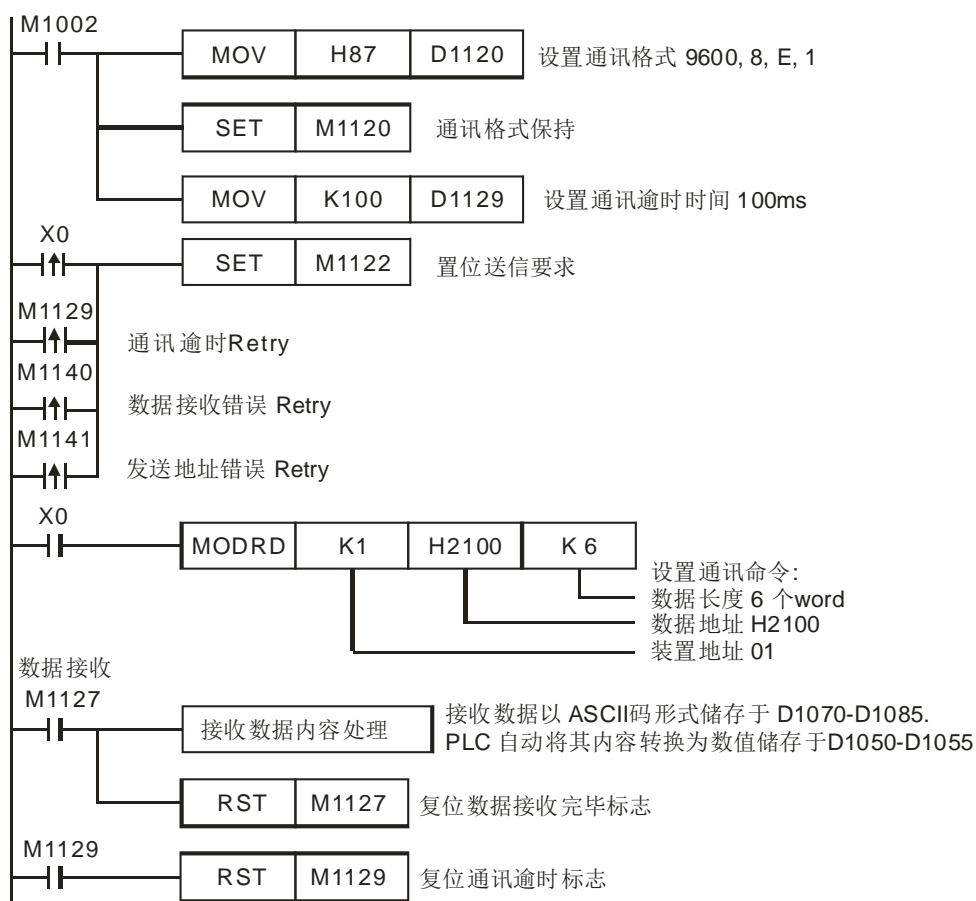 M1002
MOV H87 D1120 设置通讯格式 9600, 8, E, 1
SET M1120 通讯格式保持
MOV K100 D1129 设置通讯逾时时间 100ms
X0
SET M1122 置位送信要求
M1129
通讯逾时Retry
M1140
数据接收错误 Retry
M1141
发送地址错误 Retry
X0
MODRD K1 H2100 K 6
设置通讯命令:
数据长度 6 个word
数据地址 H2100
装置地址 01
数据接收
M1127
接收数据内容处理
接收数据以 ASCII码形式储存于 D1070-D1085.
PLC 自动将其内容转换为数值储存于D1050-D1055
RST M1127 复位数据接收完毕标志
M1129
RST M1129 复位通讯逾时标志